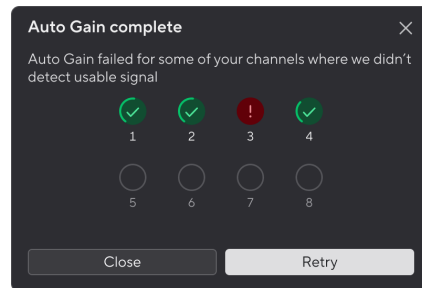 Auto Gain complete
Auto Gain failed for some of your channels where we didn't
detect usable signal
1 2 3 4
5 6 7 8
Close Retry